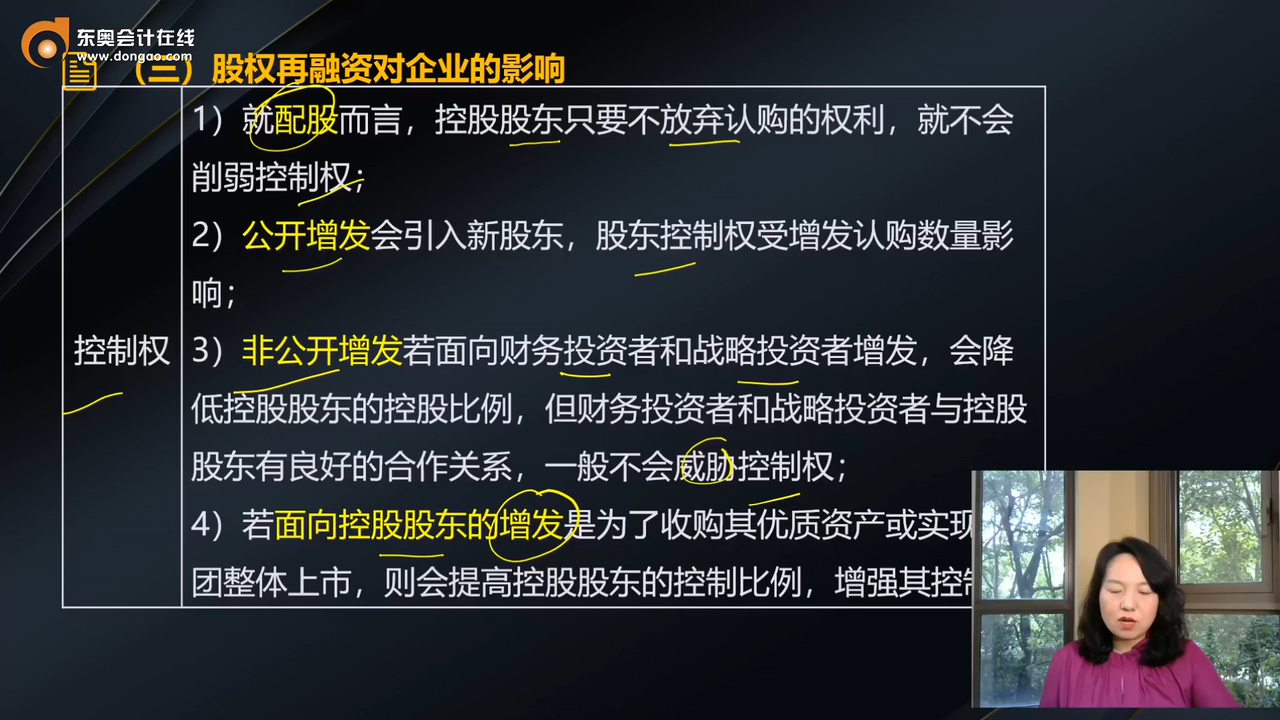 东奥会计在线
www.dongao.com
（三）股权再融资对企业的影响
控制权
1）就配股而言，控股股东只要不放弃认购的权利，就不会
削弱控制权；
2）公开增发会引入新股东，股东控制权受增发认购数量影
响；
3）非公开增发若面向财务投资者和战略投资者增发，会降
低控股股东的控股比例，但财务投资者和战略投资者与控股
股东有良好的合作关系，一般不会威胁控制权；
4）若面向控股股东的增发是为了收购其优质资产或实现
团整体上市，则会提高控股股东的控制比例，增强其控